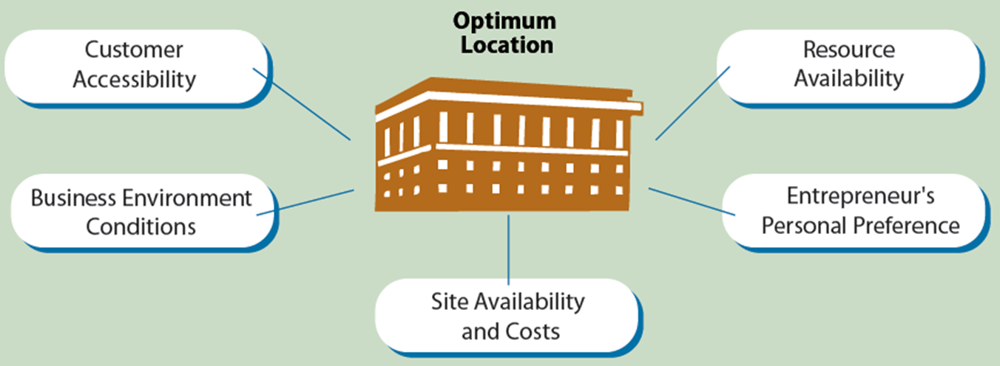 Optimum
Location
Customer
Accessibility
Resource
Availability
Business Environment
Conditions
Entrepreneur's
Personal Preference
Site Availability
and Costs